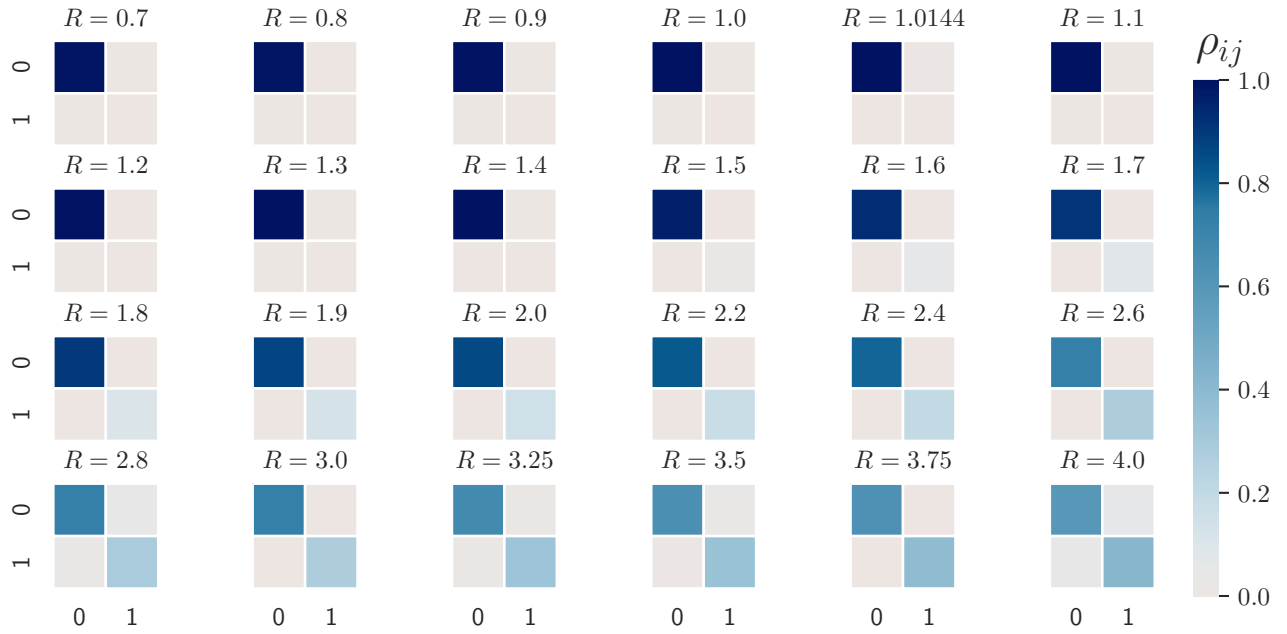 R = 0.7 R = 0.8 R = 0.9 R = 1.0 R = 1.0144 R = 1.1
ρij
0
1
R = 1.2 R = 1.3 R = 1.4 R = 1.5 R = 1.6 R = 1.7
0
1
R = 1.8 R = 1.9 R = 2.0 R = 2.2 R = 2.4 R = 2.6
0
1
R = 2.8 R = 3.0 R = 3.25 R = 3.5 R = 3.75 R = 4.0
0
1
0 1 0 1 0 1 0 1 0 1 0 1
1.0
0.8
0.6
0.4
0.2
0.0